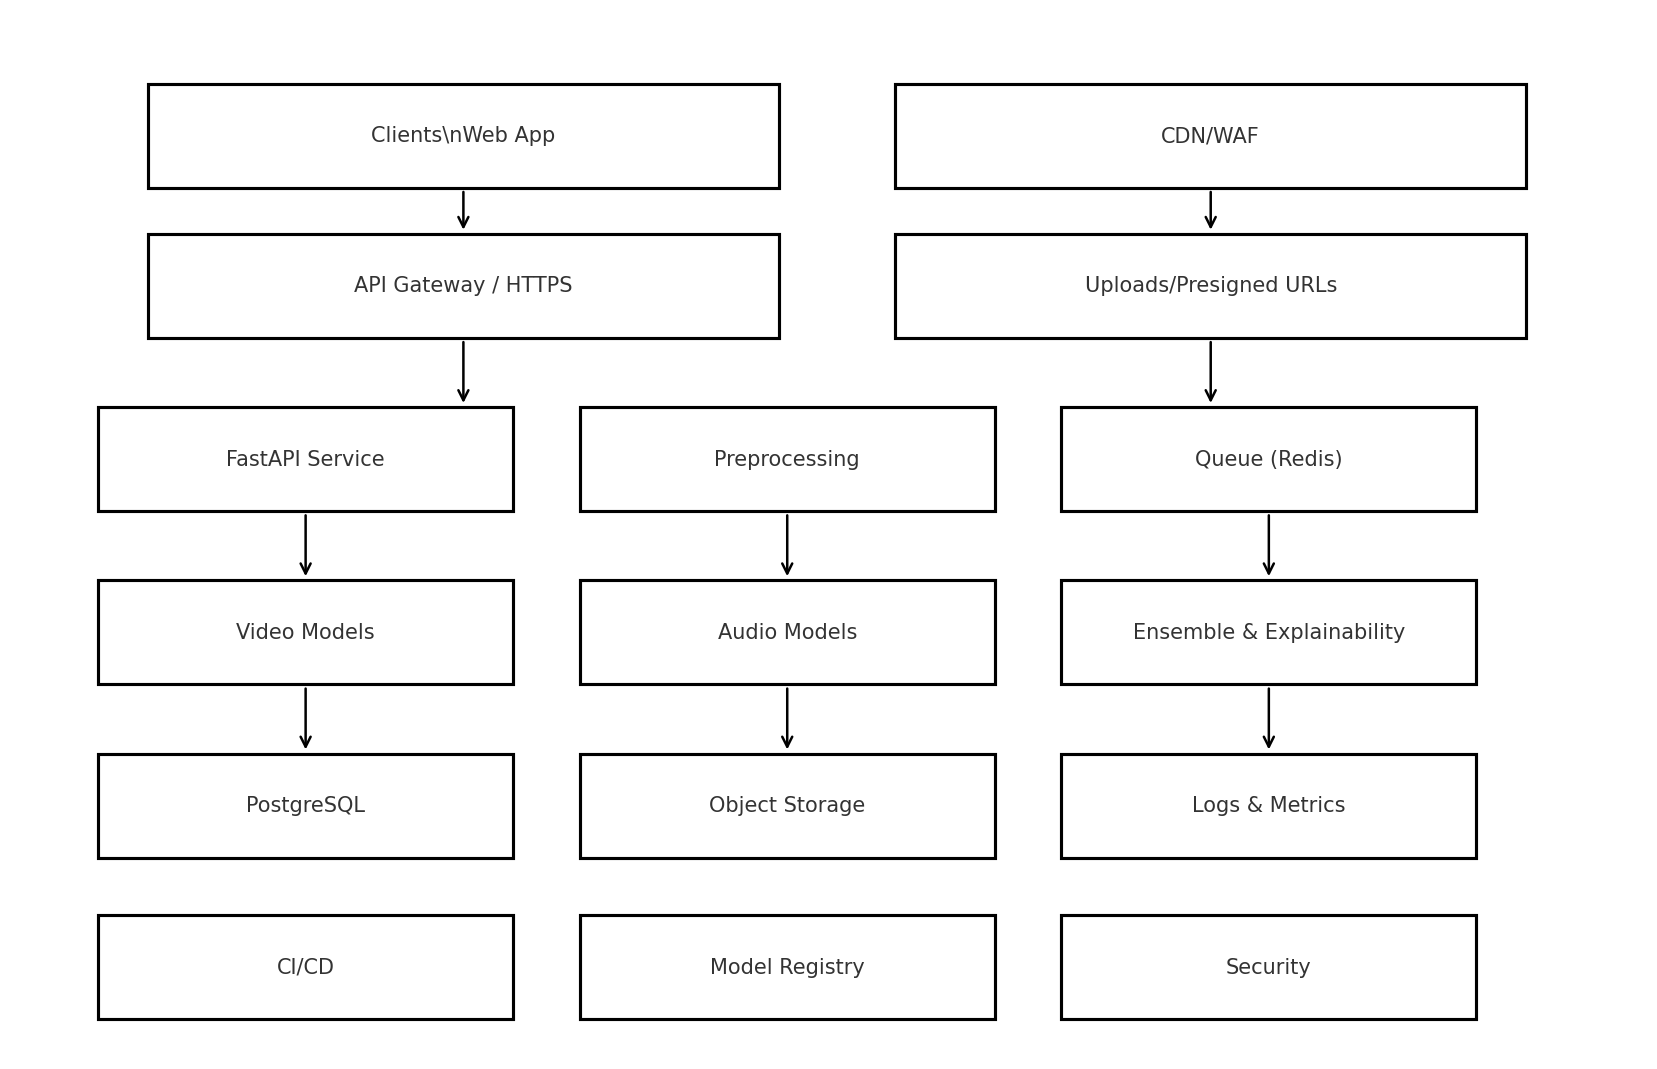 Clients\nWeb App
CDN/WAF
API Gateway / HTTPS
Uploads/Presigned URLs
FastAPI Service
Preprocessing
Queue (Redis)
Video Models
Audio Models
Ensemble & Explainability
PostgreSQL
Object Storage
Logs & Metrics
CI/CD
Model Registry
Security